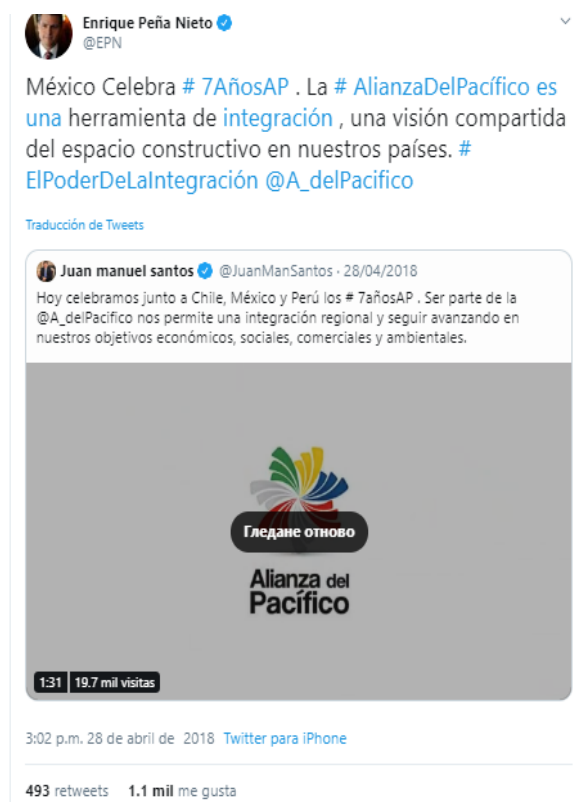 Enrique Peña Nieto
@EPN
México Celebra # 7AñosAP . La # AlianzaDelPacífico es
una herramienta de integración , una visión compartida
del espacio constructivo en nuestros países. #
ElPoderDeLaIntegración @A_delPacifico
Traducción de Tweets
Juan manuel santos @JuanManSantos · 28/04/2018
Hoy celebramos junto a Chile, México y Perú los # 7añosAP . Ser parte de la
@A_delPacifico nos permite una integración regional y seguir avanzando en
nuestros objetivos económicos, sociales, comerciales y ambientales.
Гледане отново
Alianza del
Pacífico
1:31 19.7 mil visitas
3:02 p.m. 28 de abril de 2018 Twitter para iPhone
493 retweets 1.1 mil me gusta